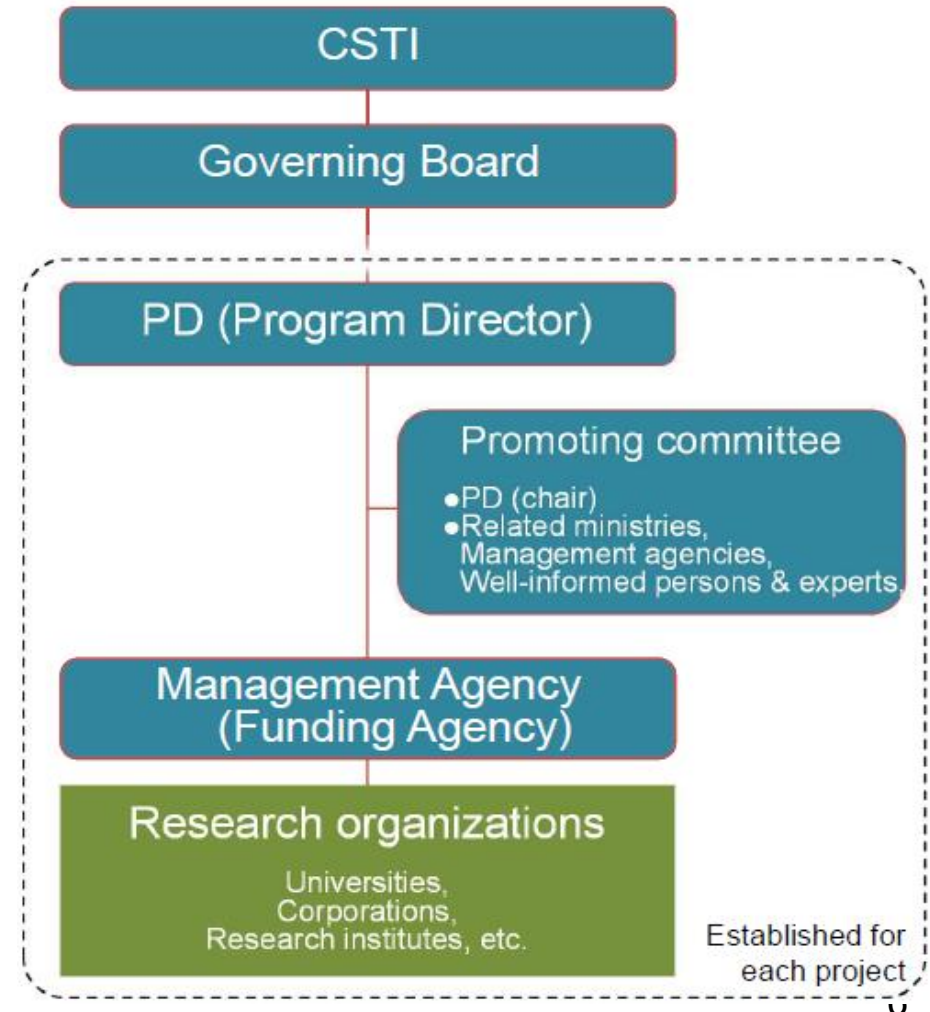 CSTI
Governing Board
PD (Program Director)
Promoting committee
●PD (chair)
●Related ministries,
Management agencies,
Well-informed persons & experts,
Management Agency
(Funding Agency)
Research organizations
Universities,
Corporations,
Research institutes, etc.
Established for
each project